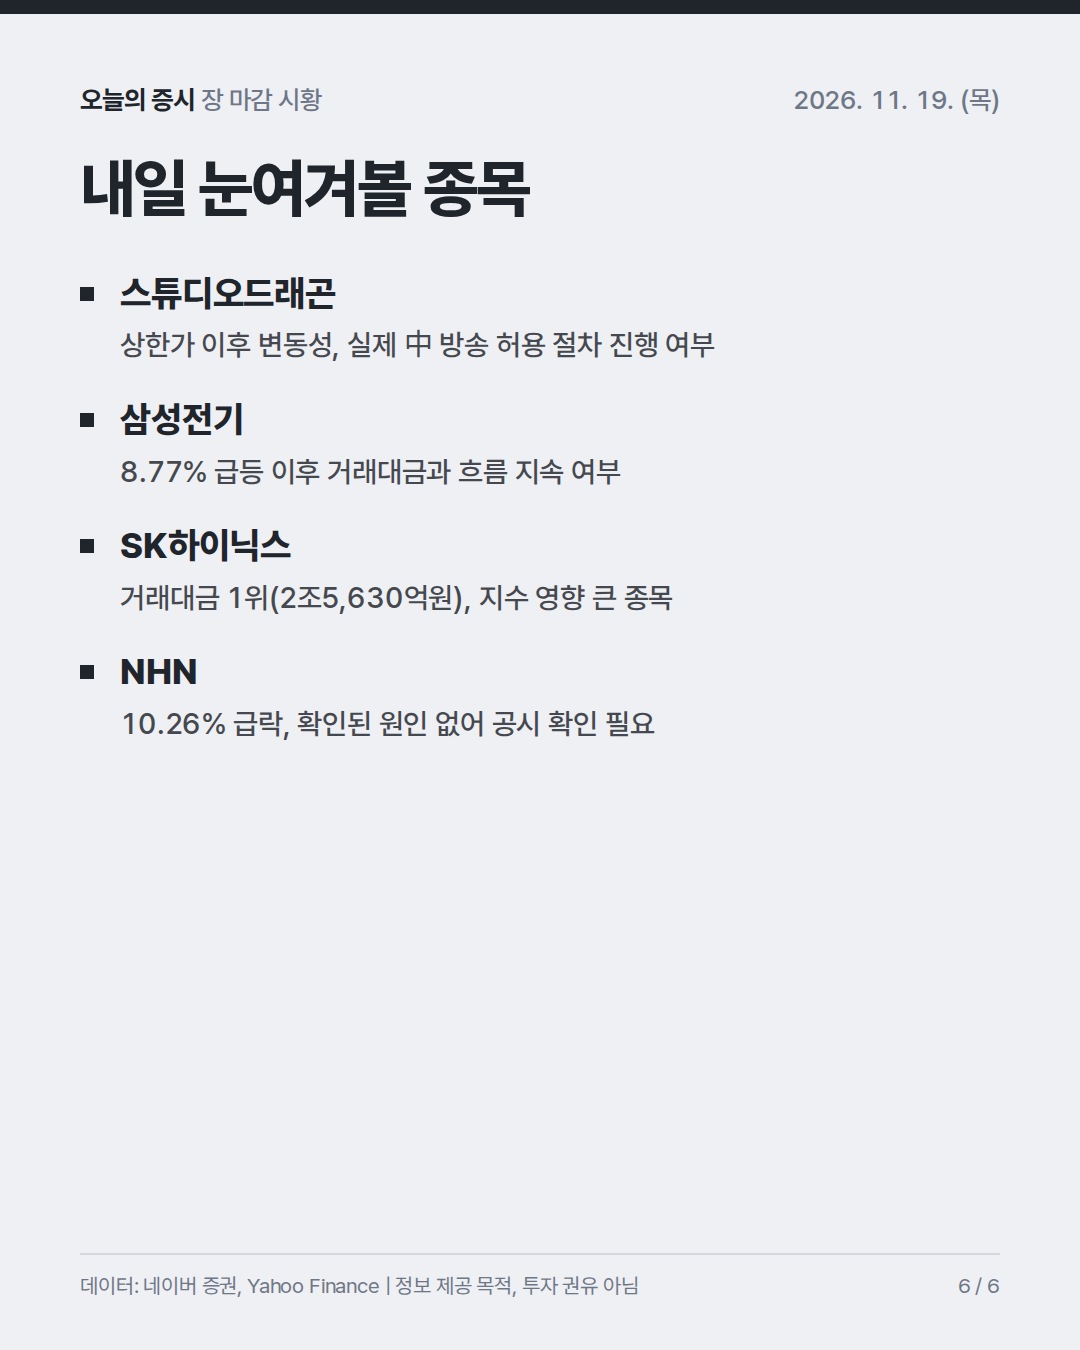 오늘의 증시 장 마감 시황
2026. 11. 19. (목)
내일 눈여겨볼 종목
■ 스튜디오드래곤
상한가 이후 변동성, 실제 中 방송 허용 절차 진행 여부
■ 삼성전기
8.77% 급등 이후 거래대금과 흐름 지속 여부
■ SK하이닉스
거래대금 1위(2조5,630억원), 지수 영향 큰 종목
■ NHN
10.26% 급락, 확인된 원인 없어 공시 확인 필요
데이터: 네이버 증권, Yahoo Finance | 정보 제공 목적, 투자 권유 아님
6 / 6